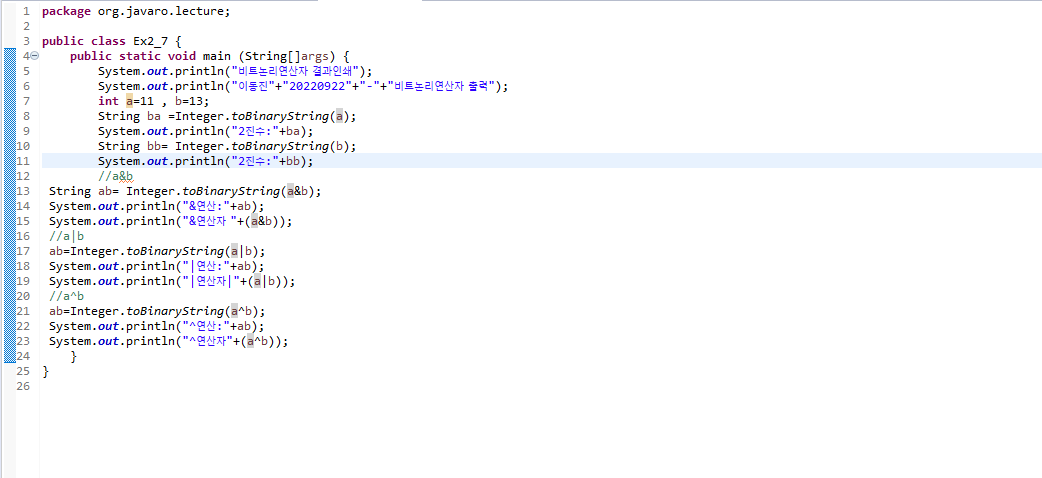 1 package org.javaro.lecture;
2
3 public class Ex2_7 {
4 public static void main (String[]args) {
5 System.out.println("비트논리연산자 결과인쇄");
6 System.out.println("이동진"+"20220922"+"-"+"비트논리연산자 출력");
7 int a=11 , b=13;
8 String ba =Integer.toBinaryString(a);
9 System.out.println("2진수:"+ba);
10 String bb= Integer.toBinaryString(b);
11 System.out.println("2진수:"+bb);
12 //a&b
13 String ab= Integer.toBinaryString(a&b);
14 System.out.println("&연산:"+ab);
15 System.out.println("&연산자 "+(a&b));
16 //a|b
17 ab=Integer.toBinaryString(a|b);
18 System.out.println("|연산:"+ab);
19 System.out.println("|연산자|"+(a|b));
20 //a^b
21 ab=Integer.toBinaryString(a^b);
22 System.out.println("^연산:"+ab);
23 System.out.println("^연산자"+(a^b));
24 }
25 }
26